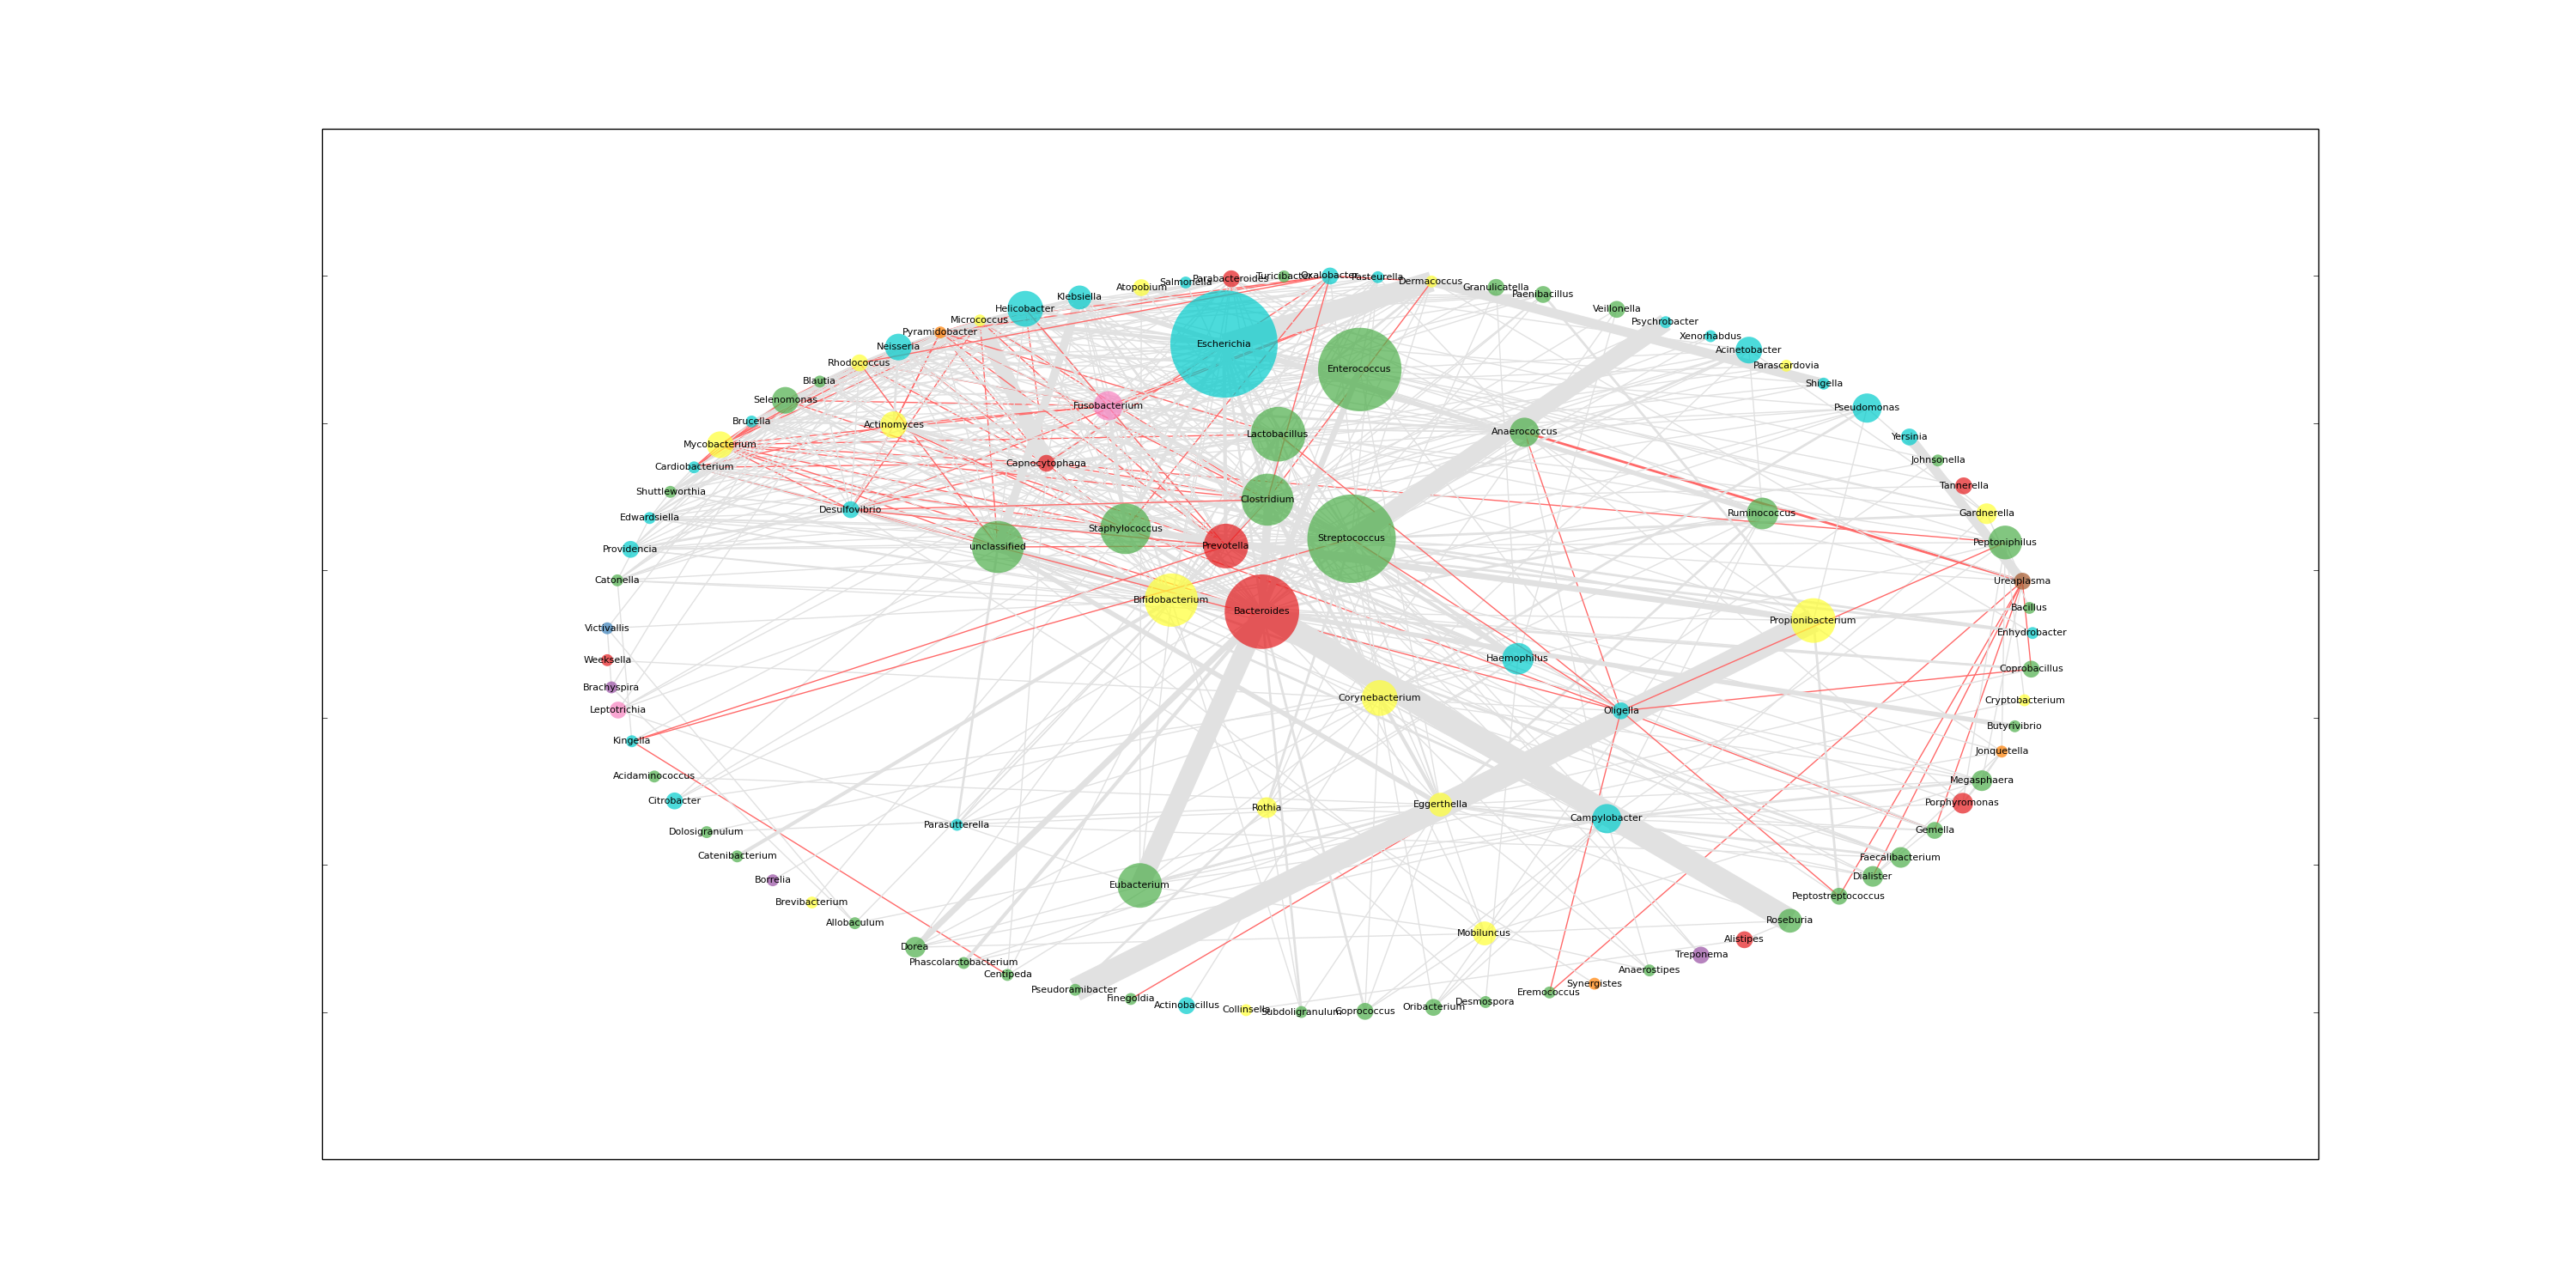 Oxalobacter
Turicibacter
Pasteurella
Parabacteroides
Salmonella
Dermacoccus
Atopobium
Granulicatella
Paenibacillus
Klebsiella
Helicobacter
Veillonella
Micrococcus
Psychrobacter
Pyramidobacter
Xenorhabdus
Escherichia
Neisseria
Acinetobacter
Rhodococcus
Parascardovia
Enterococcus
Blautia
Shigella
Selenomonas
Fusobacterium
Pseudomonas
Brucella
Actinomyces
Anaerococcus
Lactobacillus
Yersinia
Mycobacterium
Johnsonella
Capnocytophaga
Cardiobacterium
Tannerella
Shuttleworthia
Clostridium
Desulfovibrio
Ruminococcus
Gardnerella
Edwardsiella
Staphylococcus
Streptococcus
Peptoniphilus
Prevotella
unclassified
Providencia
Catonella
Ureaplasma
Bifidobacterium
Bacillus
Bacteroides
Propionibacterium
Victivallis
Enhydrobacter
Haemophilus
Weeksella
Coprobacillus
Brachyspira
Corynebacterium
Cryptobacterium
Leptotrichia
Oligella
Butyrivibrio
Kingella
Jonquetella
Acidaminococcus
Megasphaera
Citrobacter
Porphyromonas
Eggerthella
Rothia
Campylobacter
Parasutterella
Gemella
Dolosigranulum
Catenibacterium
Faecalibacterium
Dialister
Borrelia
Eubacterium
Peptostreptococcus
Brevibacterium
Roseburia
Allobaculum
Mobiluncus
Alistipes
Dorea
Treponema
Phascolarctobacterium
Anaerostipes
Centipeda
Synergistes
Pseudoramibacter
Eremococcus
Finegoldia
Desmospora
Actinobacillus
Oribacterium
Collinsella
Subdoligranulum
Coprococcus